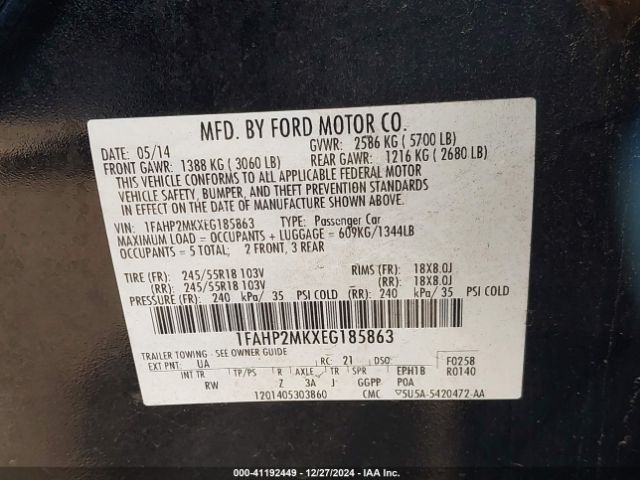 MFD. BY FORD MOTOR CO.
DATE: 05/14 GVWR: 2586 KG ( 5700 LB)
FRONT GAWR: 1388 KG ( 3060 LB) REAR GAWR: 1216 KG ( 2680 LB)
THIS VEHICLE CONFORMS TO ALL APPLICABLE FEDERAL MOTOR
VEHICLE SAFETY, BUMPER, AND THEFT PREVENTION STANDARDS
IN EFFECT ON THE DATE OF MANUFACTURE SHOWN ABOVE.
VIN: 1FAHP2MKXEG185863 TYPE: Passenger Car
MAXIMUM LOAD = OCCUPANTS + LUGGAGE = 609KG/1344LB
OCCUPANTS = 5 TOTAL; 2 FRONT, 3 REAR
TIRE (FR): 245/55R18 103V RIMS (FR): 18X8.0J
(RR): 245/55R18 103V (RR): 18X8.0J
PRESSURE (FR): 240 kPa/ 35 PSI COLD (RR): 240 kPa/ 35 PSI COLD
1FAHP2MKXEG185863
TRAILER TOWING - SEE OWNER GUIDE
EXT PNT: UA RC: 21 DSO: F0258
INT TR TP/PS R AXLE TR SPR EPH1B R0140
RW Z 3A J GGPP POA
1201405303860 CMC 5U5A-5420472-AA
000-41192449 - 12/27/2024 - IAA Inc.